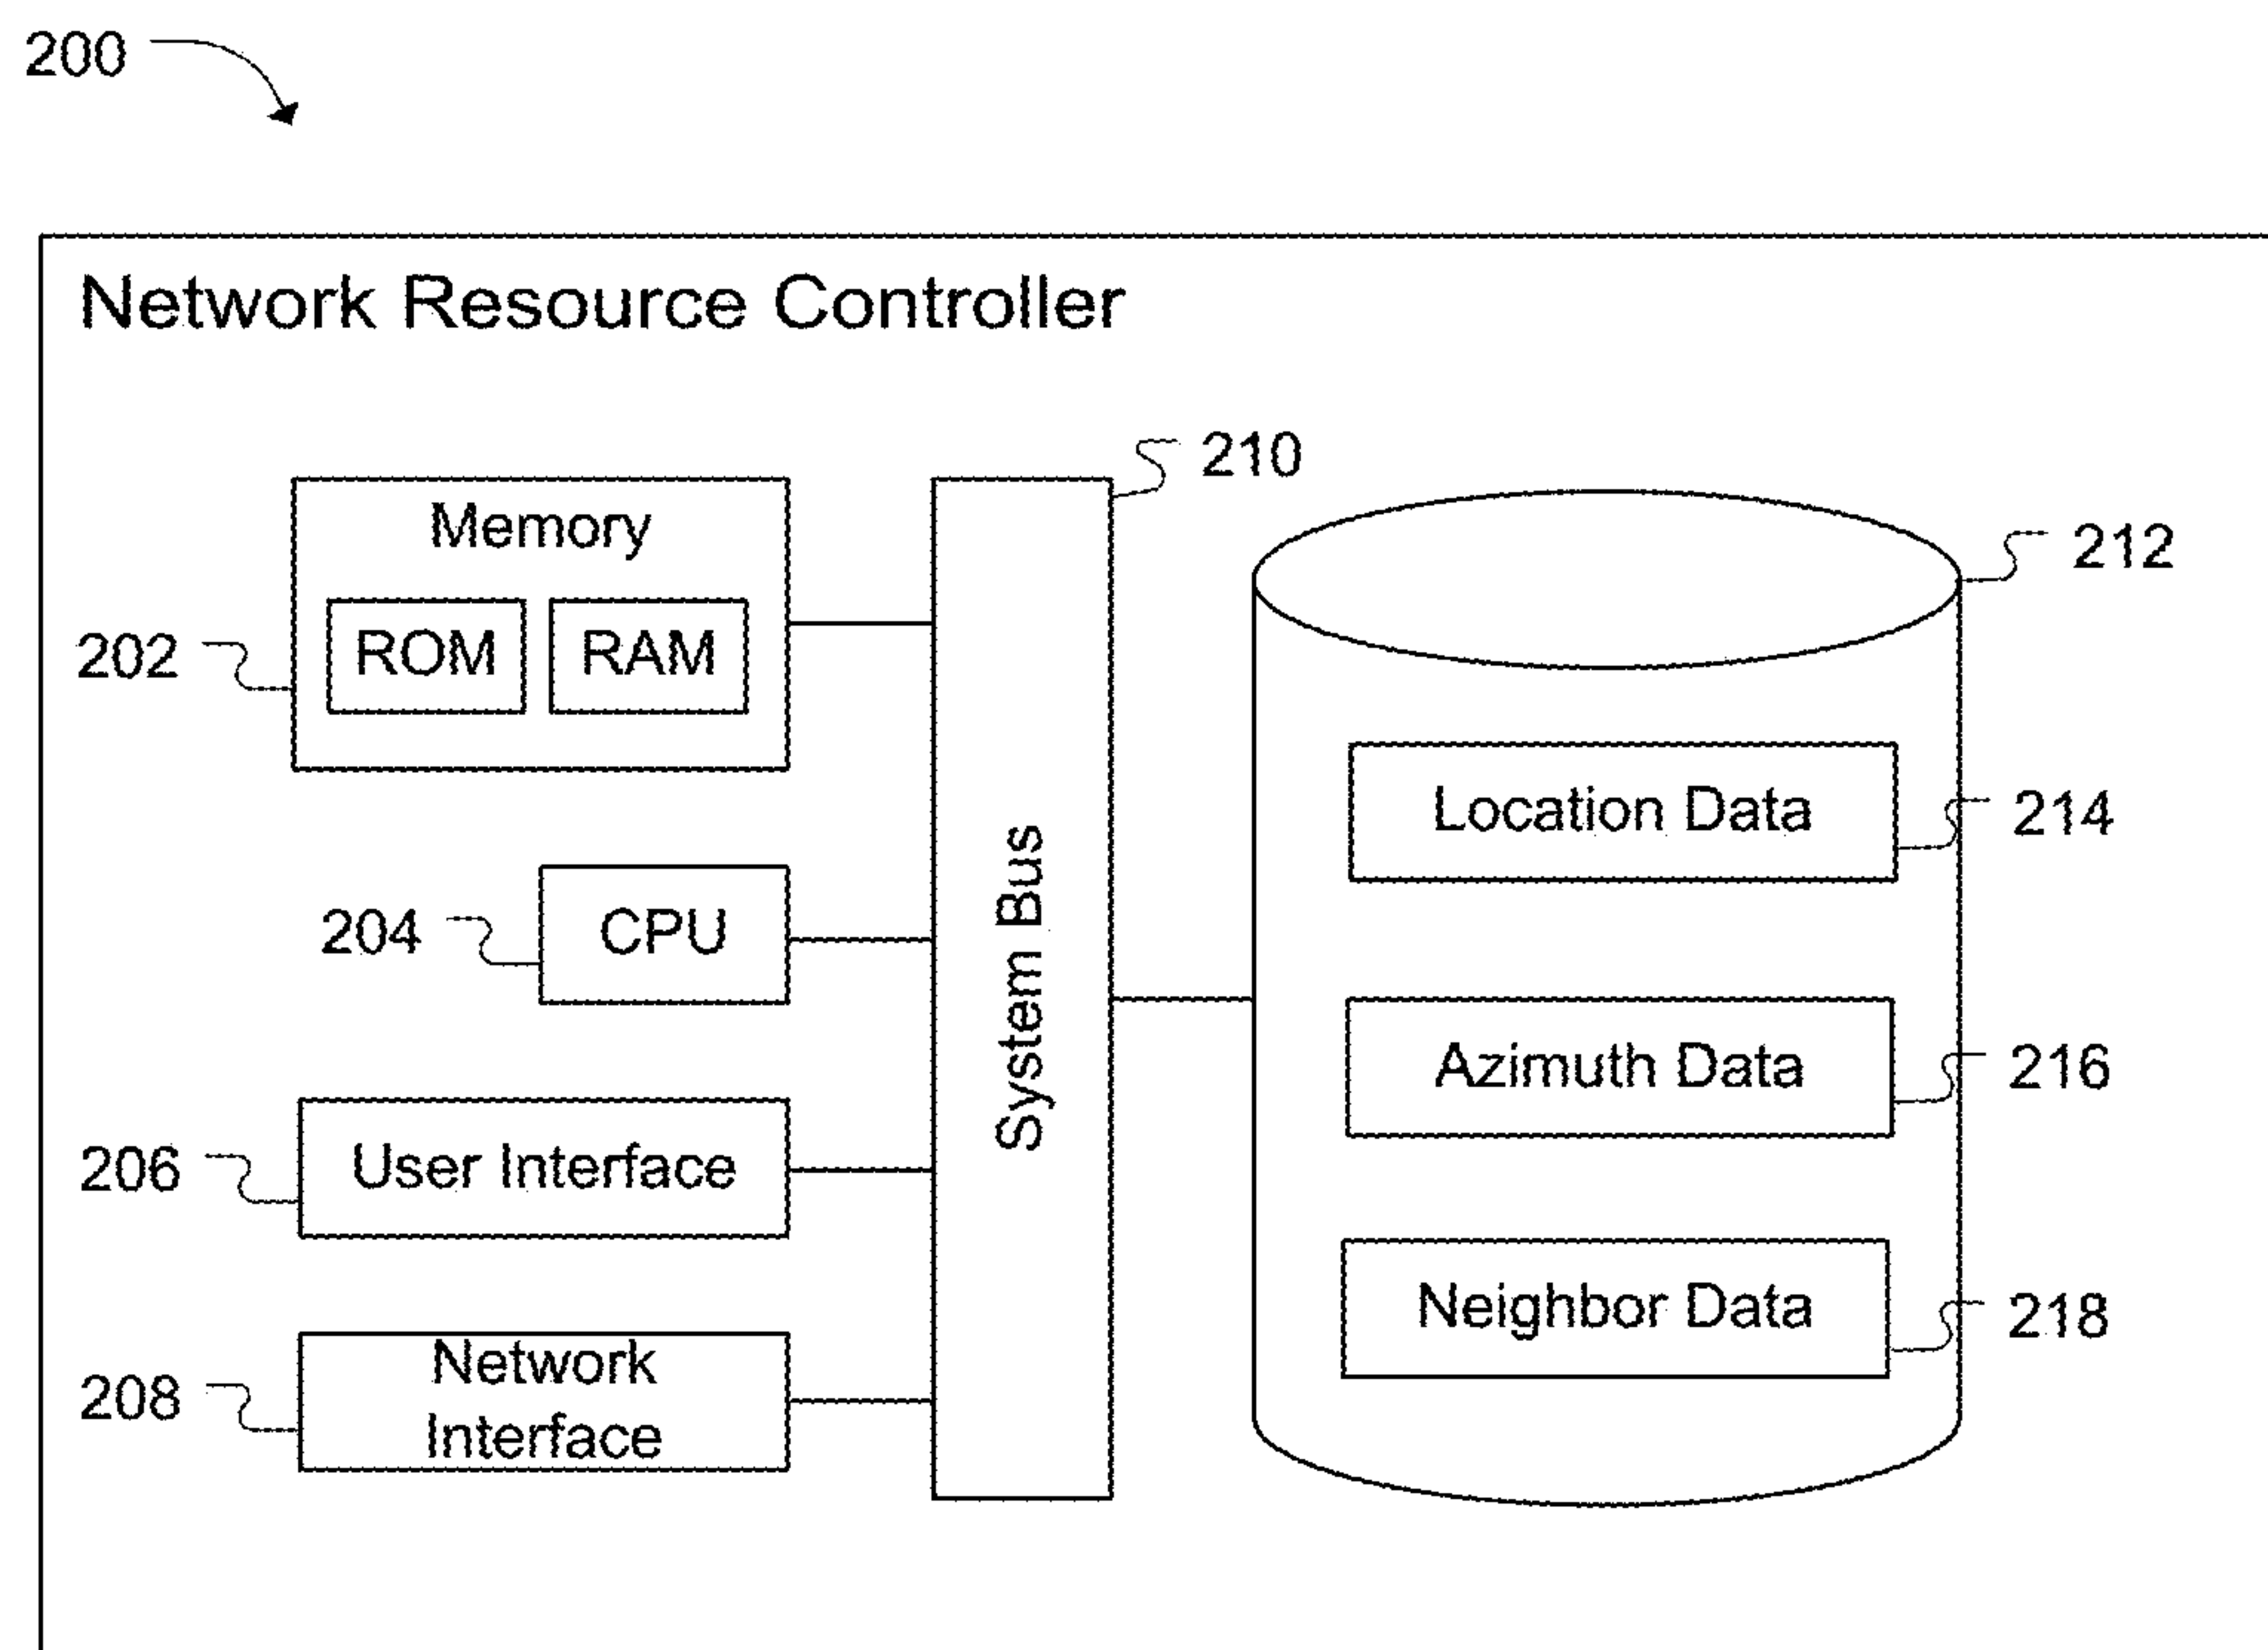 200
Network Resource Controller
210
Memory
212
ROM RAM
202
Location Data
214
204
CPU
System Bus
Azimuth Data
216
206
User Interface
Neighbor Data
218
208
Network
Interface